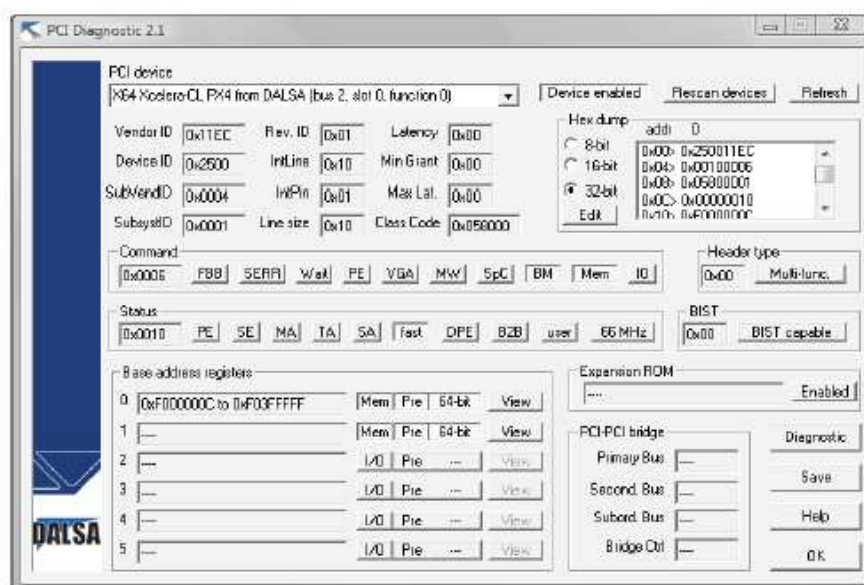 PCI Diagnostic 2.1
PCI device
X64 Xcelera-CL PX4 from DALSA (bus 2, slot 0, function 0)
Device enabled Rescan devices Refresh
Vendor ID 0x11EC Rev. ID 0x01 Latency 0x00
Device ID 0x2500 IntLine 0x10 Min Grant 0x00
SubVendID 0x0004 IntPin 0x01 Max Lat. 0x00
SubsystID 0x0001 Line size 0x10 Class Code 0x058000
Hex dump
addr 0
8-bit
16-bit
32-bit
Edit
0x00> 0x250011EC
0x04> 0x00100006
0x08> 0x05800001
0x0C> 0x00000010
0x10> 0xF000000C
Command
0x0006 FBB SERR Wait PE VGA MW SpC BM Mem IO
Header type
0x00 Multi-func.
Status
0x0010 PE SE MA TA SA fast DPE B2B user 66 MHz
BIST
0x00 BIST capable
Base address registers
0 0xF000000C to 0xF03FFFFF Mem Pre 64-bit View
1 ---- Mem Pre 64-bit View
2 ---- I/O Pre --- View
3 ---- I/O Pre --- View
4 ---- I/O Pre --- View
5 ---- I/O Pre --- View
Expansion ROM
---- Enabled
PCI-PCI bridge
Primary Bus ----
Second. Bus ----
Subord. Bus ----
Bridge Ctrl ----
Diagnostic
Save
Help
OK
DALSA